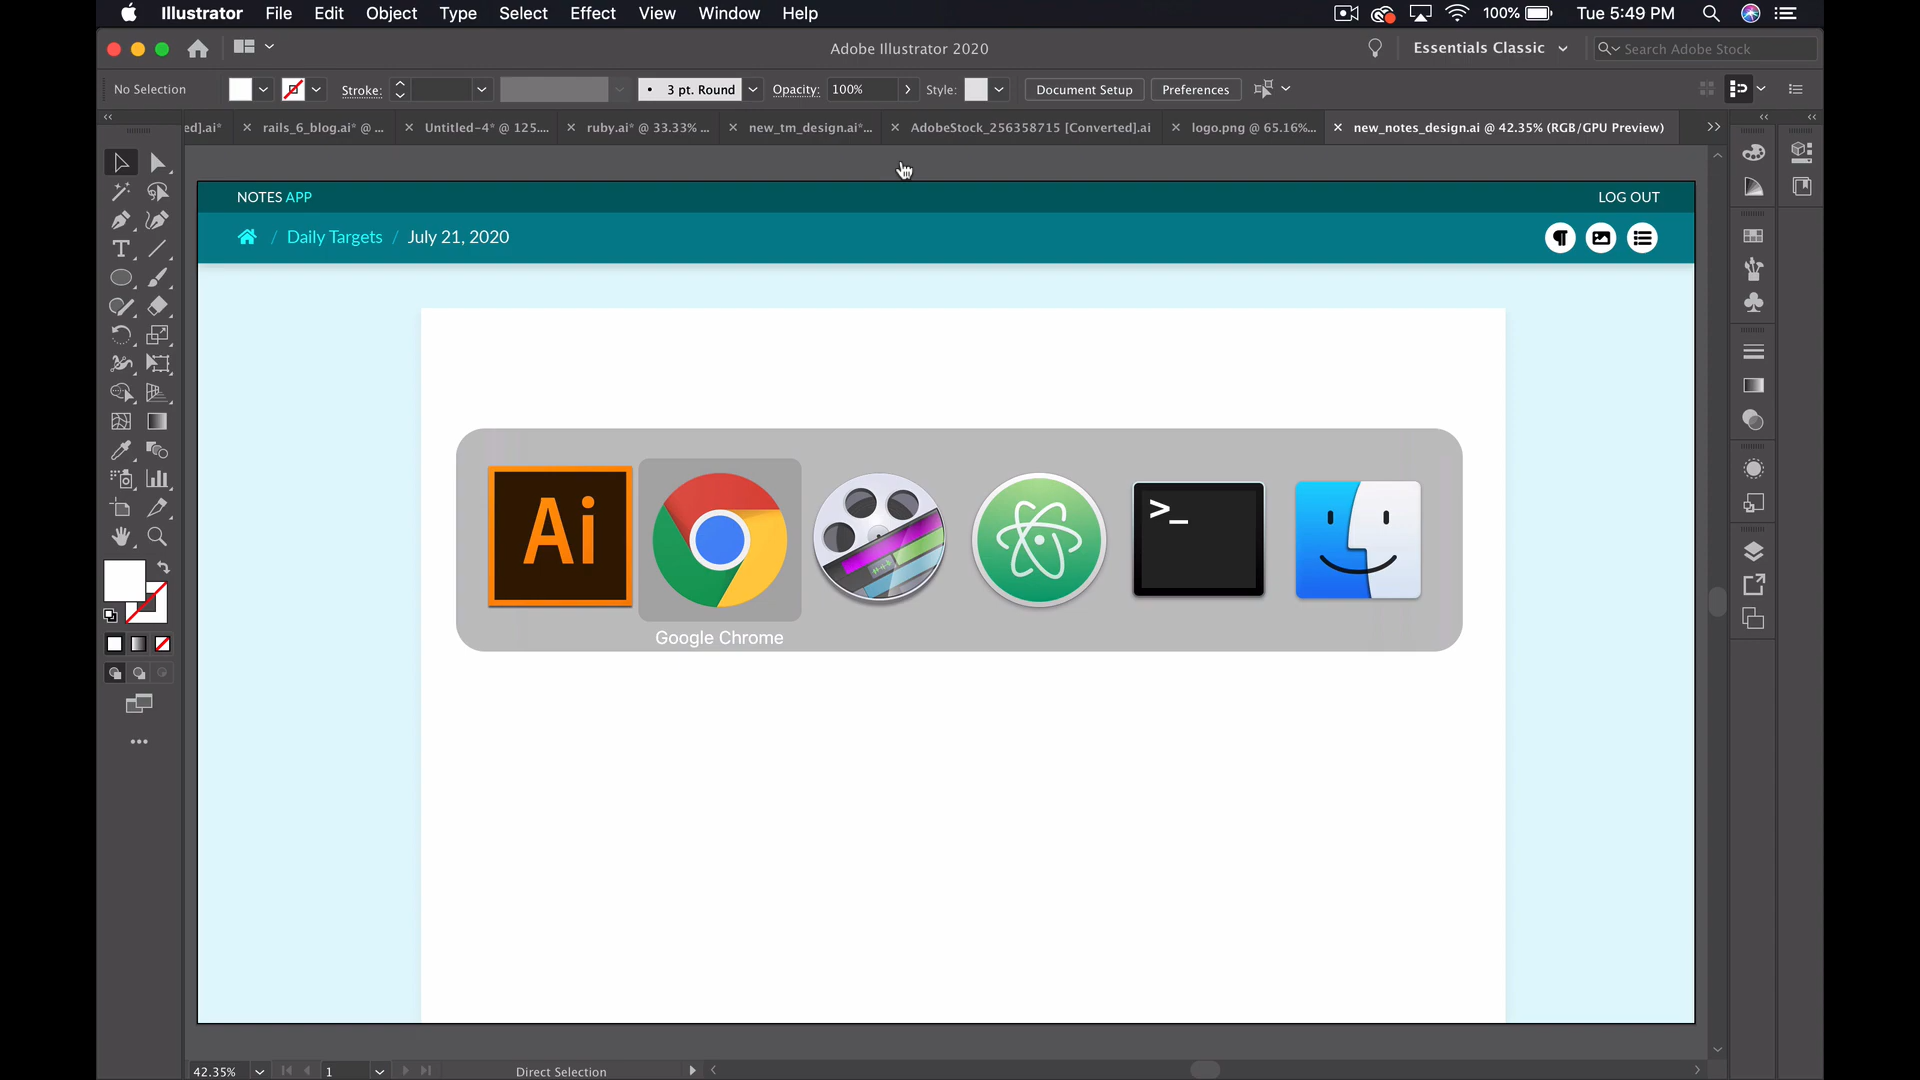 Illustrator File Edit Object Type Select Effect View Window Help 100% Tue 5:49 PM
Adobe Illustrator 2020 Essentials Classic Search Adobe Stock
No Selection Stroke: 3 pt. Round Opacity: 100% Style: Document Setup Preferences
ed].ai* rails_6_blog.ai* @ ... Untitled-4* @ 125.... ruby.ai* @ 33.33% ... new_tm_design.ai*... AdobeStock_256358715 [Converted].ai logo.png @ 65.16%... new_notes_design.ai @ 42.35% (RGB/GPU Preview)
NOTES APP LOG OUT
/ Daily Targets / July 21, 2020
Ai >_
Google Chrome
42.35% 1 Direct Selection